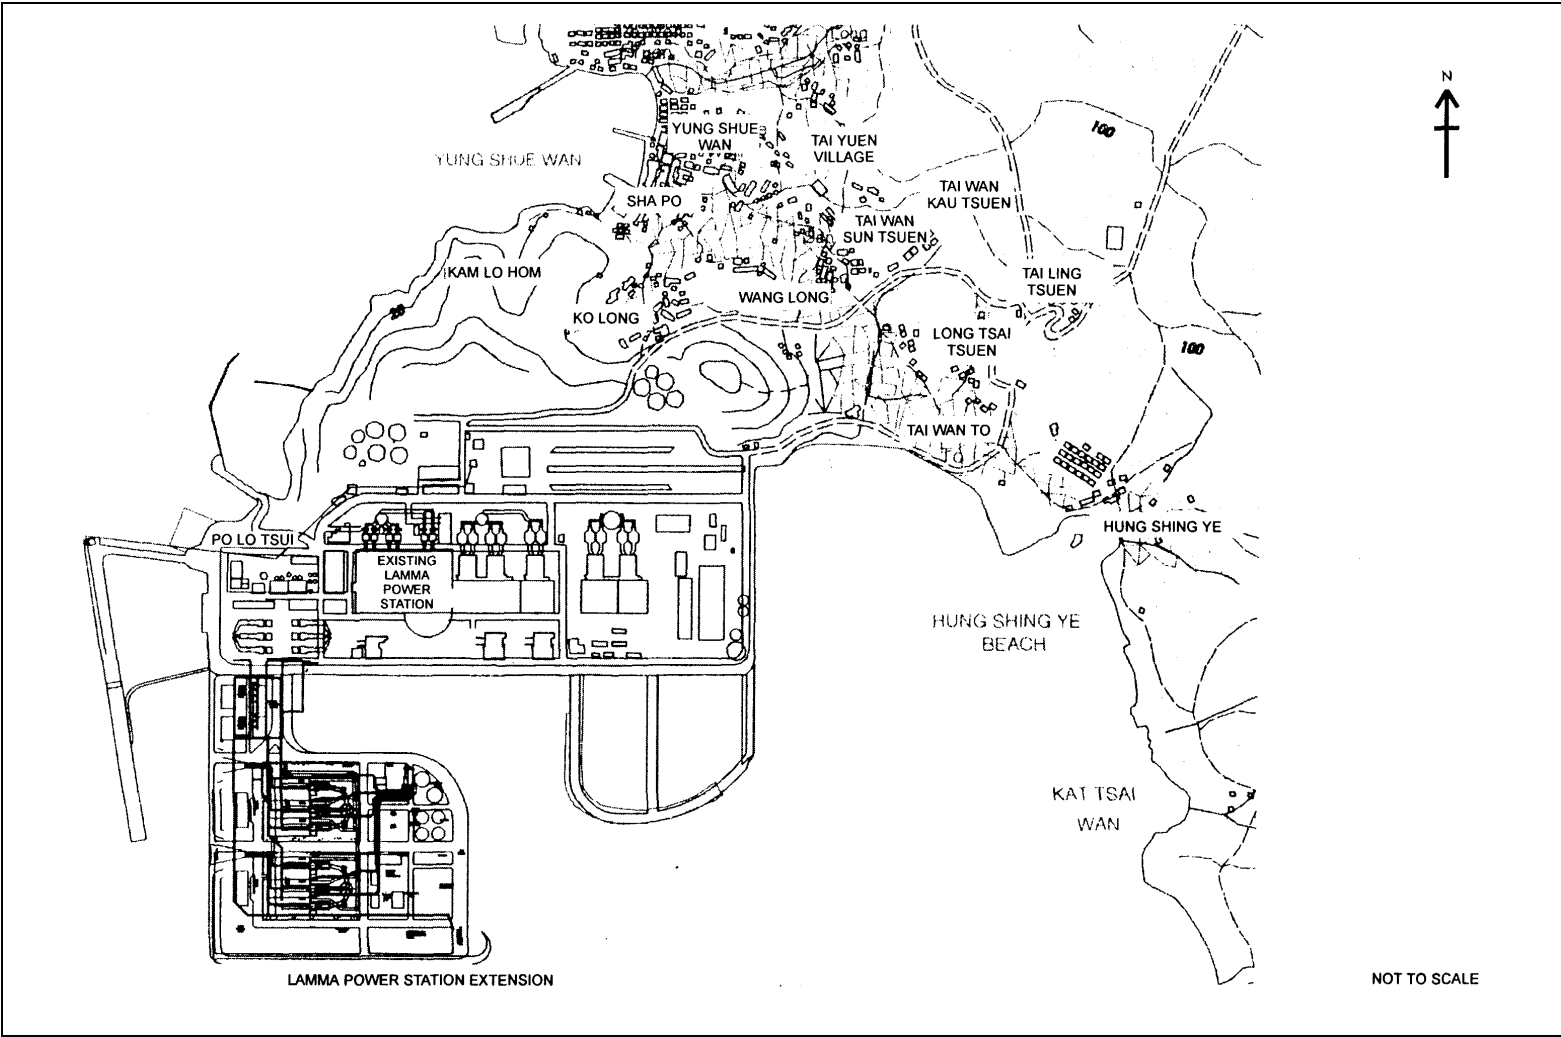 N
100
YUNG SHUE
WAN
TAI YUEN
VILLAGE
YUNG SHUE WAN
TAI WAN
KAU TSUEN
SHA PO
TAI WAN
SUN TSUEN
KAM LO HOM
TAI LING
TSUEN
WANG LONG
20
KO LONG
LONG TSAI
TSUEN
100
TAI WAN TO
HUNG SHING YE
PO LO TSUI
EXISTING
LAMMA
POWER
STATION
HUNG SHING YE
BEACH
KAT TSAI
WAN
LAMMA POWER STATION EXTENSION
NOT TO SCALE